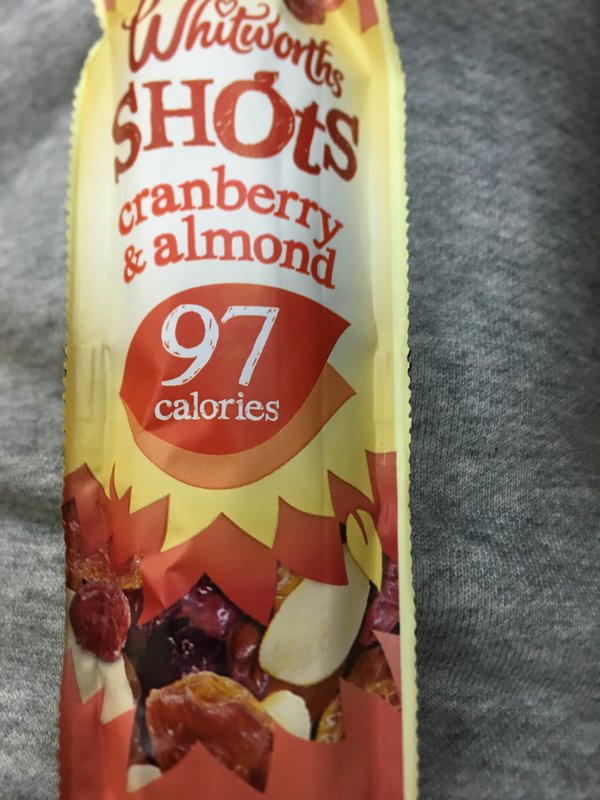 Whitworths
SHOtS
cranberry
& almond
97
calories